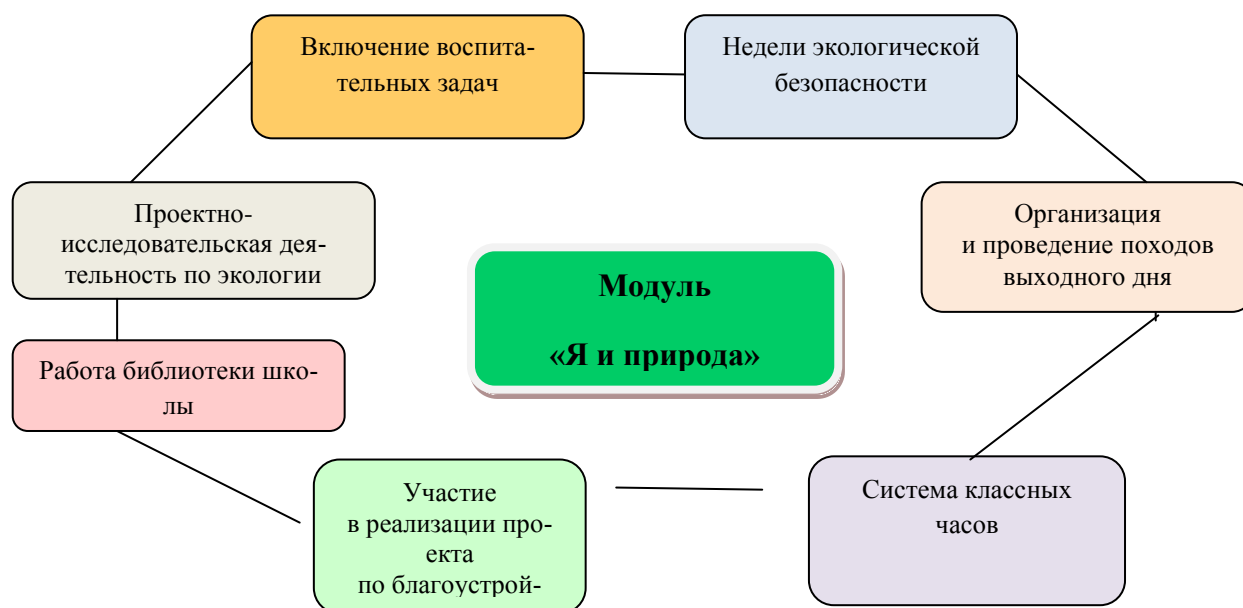 Включение воспита-
тельных задач
Недели экологической
безопасности
Проектно-
исследовательская дея-
тельность по экологии
Организация
и проведение походов
выходного дня
Модуль
«Я и природа»
Работа библиотеки шко-
лы
Участие
в реализации про-
екта
по благоустрой-
Система классных
часов